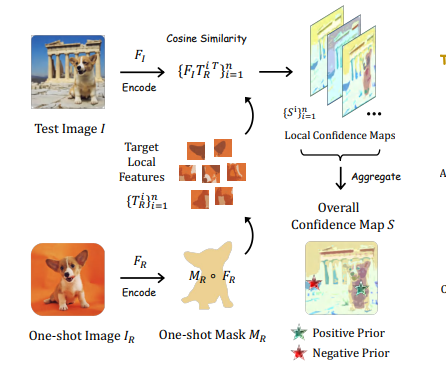 Cosine Similarity
F_I
{F_I T_R^{i T}}_{i=1}^n
Encode
Test Image I
{S^i}_{i=1}^n
...
Local Confidence Maps
Target
Local
Features
{T_R^i}_{i=1}^n
Aggregate
Overall
Confidence Map S
F_R
Encode
M_R ∘ F_R
One-shot Image I_R
One-shot Mask M_R
Positive Prior
Negative Prior
T
A